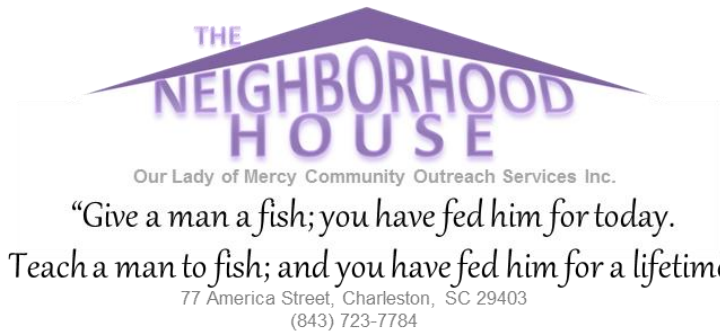 THE
NEIGHBORHOOD
HOUSE
Our Lady of Mercy Community Outreach Services Inc.
“Give a man a fish; you have fed him for today.
Teach a man to fish; and you have fed him for a lifetime
77 America Street, Charleston, SC 29403
(843) 723-7784